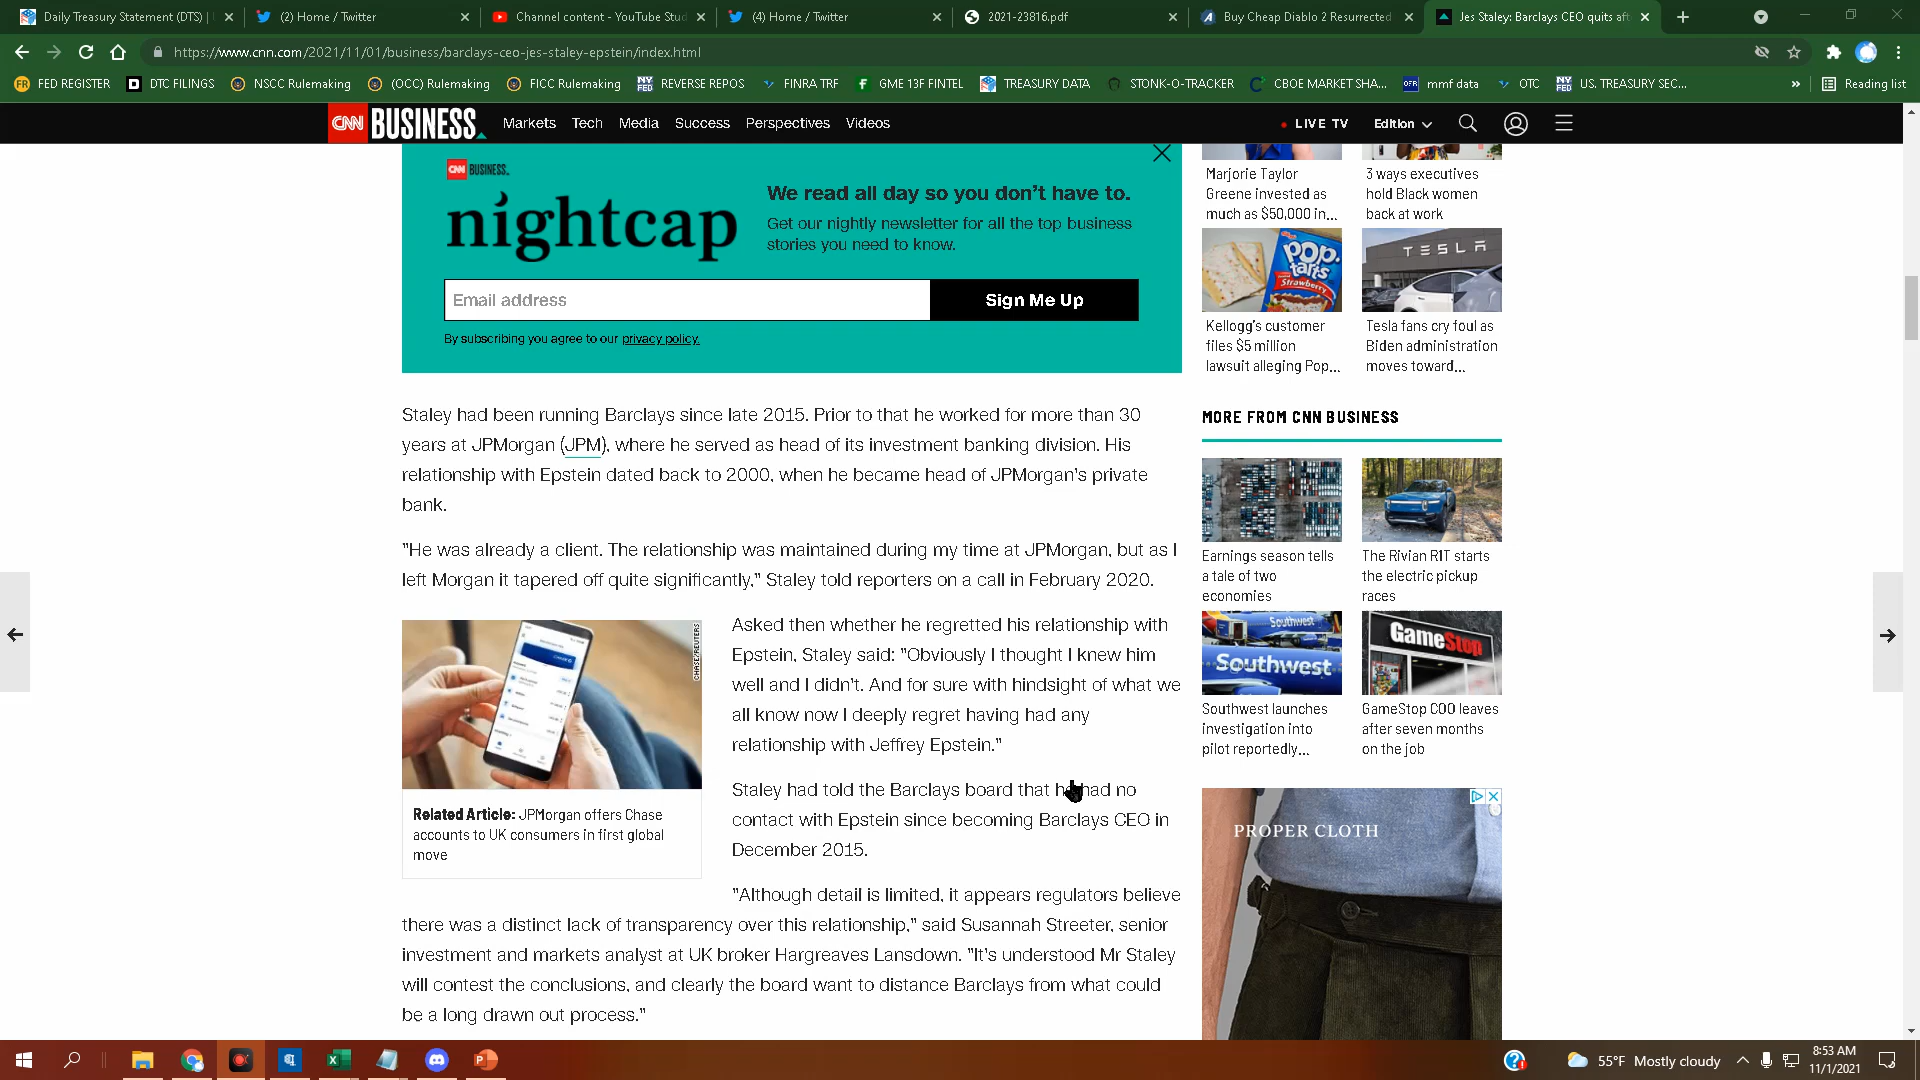 Daily Treasury Statement (DTS) |
(2) Home / Twitter
Channel content - YouTube Stud
(4) Home / Twitter
2021-23816.pdf
Buy Cheap Diablo 2 Resurrected
Jes Staley: Barclays CEO quits aft
https://www.cnn.com/2021/11/01/business/barclays-ceo-jes-staley-epstein/index.html
FED REGISTER
DTC FILINGS
NSCC Rulemaking
(OCC) Rulemaking
FICC Rulemaking
REVERSE REPOS
FINRA TRF
GME 13F FINTEL
TREASURY DATA
STONK-O-TRACKER
CBOE MARKET SHA...
mmf data
OTC
U.S. TREASURY SEC...
»
Reading list
CNN BUSINESS
Markets Tech Media Success Perspectives Videos
LIVE TV
Edition
CNN BUSINESS
nightcap
We read all day so you don't have to.
Get our nightly newsletter for all the top business
stories you need to know.
Email address
Sign Me Up
By subscribing you agree to our privacy policy.
Staley had been running Barclays since late 2015. Prior to that he worked for more than 30
years at JPMorgan (JPM), where he served as head of its investment banking division. His
relationship with Epstein dated back to 2000, when he became head of JPMorgan's private
bank.
"He was already a client. The relationship was maintained during my time at JPMorgan, but as I
left Morgan it tapered off quite significantly," Staley told reporters on a call in February 2020.
CHASE/REUTERS
Related Article: JPMorgan offers Chase
accounts to UK consumers in first global
move
Asked then whether he regretted his relationship with
Epstein, Staley said: "Obviously I thought I knew him
well and I didn't. And for sure with hindsight of what we
all know now I deeply regret having had any
relationship with Jeffrey Epstein."
Staley had told the Barclays board that he had no
contact with Epstein since becoming Barclays CEO in
December 2015.
"Although detail is limited, it appears regulators believe
there was a distinct lack of transparency over this relationship," said Susannah Streeter, senior
investment and markets analyst at UK broker Hargreaves Lansdown. "It's understood Mr Staley
will contest the conclusions, and clearly the board want to distance Barclays from what could
be a long drawn out process."
Marjorie Taylor
Greene invested as
much as $50,000 in...
3 ways executives
hold Black women
back at work
Kellogg's
pop.
tarts
Strawberry
TESLA
Kellogg's customer
files $5 million
lawsuit alleging Pop...
Tesla fans cry foul as
Biden administration
moves toward...
MORE FROM CNN BUSINESS
Earnings season tells
a tale of two
economies
The Rivian R1T starts
the electric pickup
races
Southwest
Southwest
GameStop
Southwest launches
investigation into
pilot reportedly...
GameStop COO leaves
after seven months
on the job
PROPER CLOTH
55°F Mostly cloudy
8:53 AM
11/1/2021